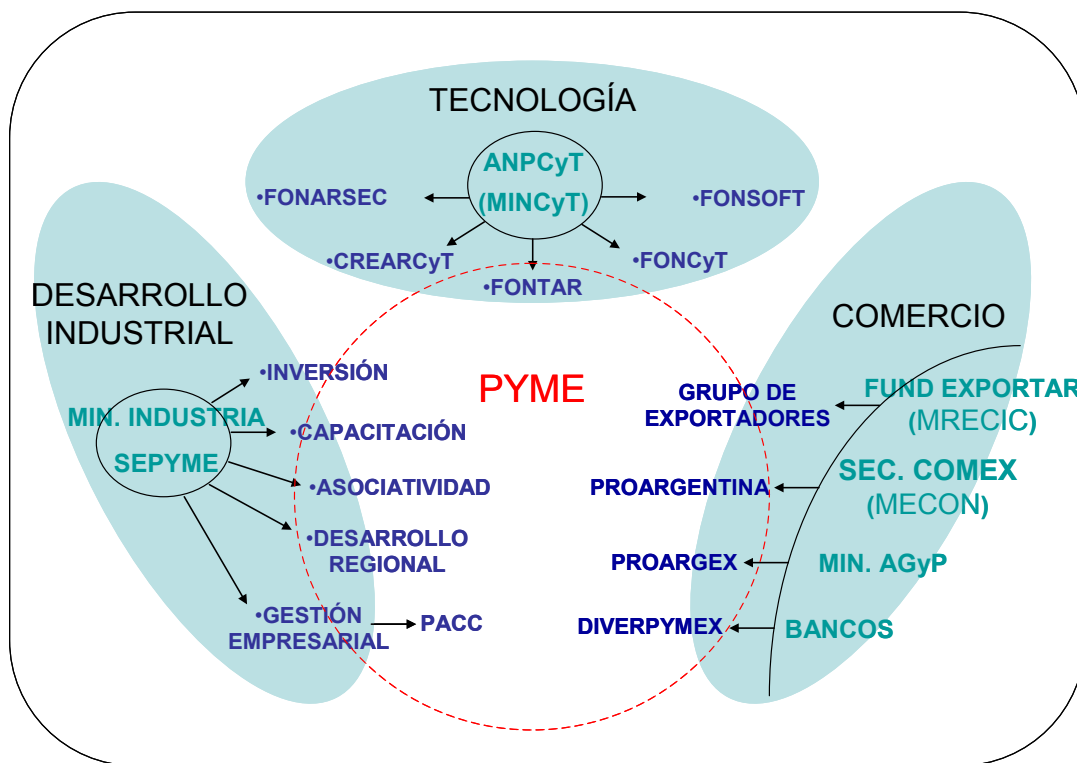 TECNOLOGÍA
ANPCyT
(MINCyT)
•FONARSEC
•FONSOFT
•CREARCyT
•FONCyT
•FONTAR
DESARROLLO
INDUSTRIAL
•INVERSIÓN
MIN. INDUSTRIA
•CAPACITACIÓN
SEPYME
•ASOCIATIVIDAD
•DESARROLLO
REGIONAL
•GESTIÓN
EMPRESARIAL
PACC
PYME
COMERCIO
GRUPO DE
EXPORTADORES
FUND EXPORTAR
(MRECIC)
PROARGENTINA
SEC. COMEX
(MECON)
PROARGEX
MIN. AGyP
DIVERPYMEX
BANCOS